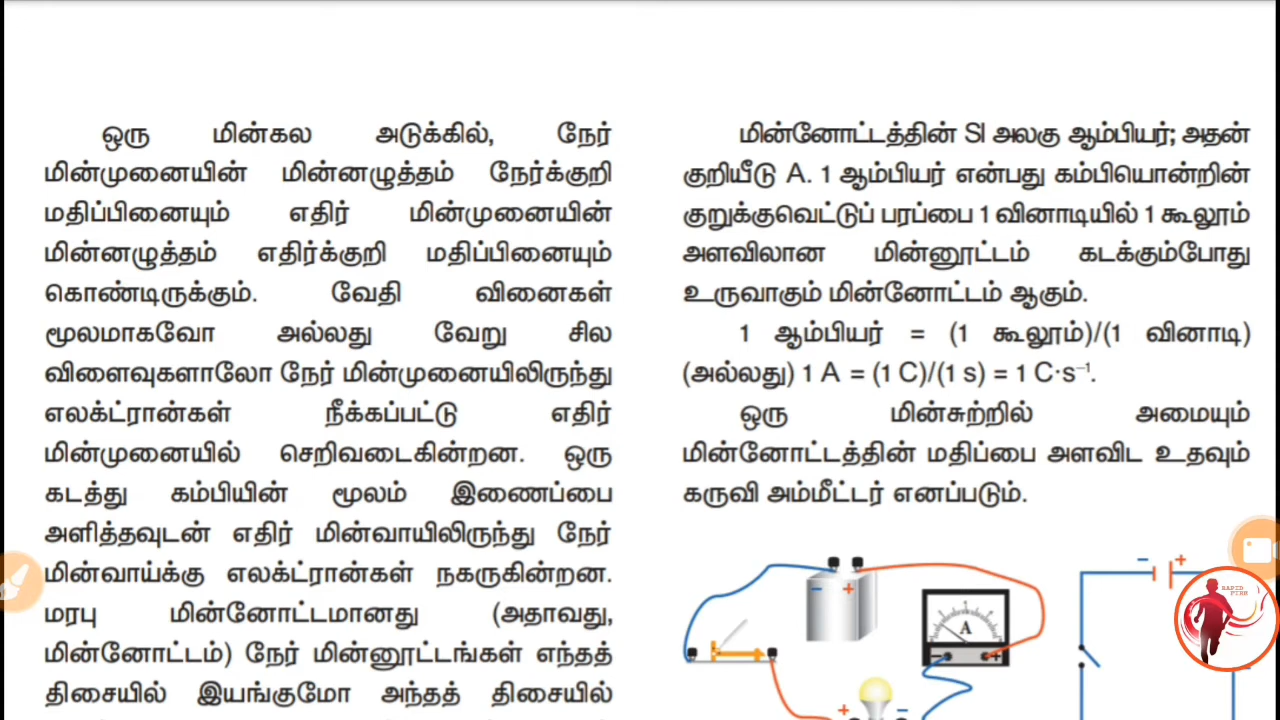 ஒரு மின்கல அடுக்கில், நேர்
மின்முனையின் மின்னழுத்தம் நேர்க்குறி
மதிப்பினையும் எதிர் மின்முனையின்
மின்னழுத்தம் எதிர்க்குறி மதிப்பினையும்
கொண்டிருக்கும். வேதி வினைகள்
மூலமாகவோ அல்லது வேறு சில
விளைவுகளாலோ நேர் மின்முனையிலிருந்து
எலக்ட்ரான்கள் நீக்கப்பட்டு எதிர்
மின்முனையில் செறிவடைகின்றன. ஒரு
கடத்து கம்பியின் மூலம் இணைப்பை
அளித்தவுடன் எதிர் மின்வாயிலிருந்து நேர்
மின்வாய்க்கு எலக்ட்ரான்கள் நகருகின்றன.
மரபு மின்னோட்டமானது (அதாவது,
மின்னோட்டம்) நேர் மின்னூட்டங்கள் எந்தத்
திசையில் இயங்குமோ அந்தத் திசையில்
மின்னோட்டத்தின் SI அலகு ஆம்பியர்; அதன்
குறியீடு A. 1 ஆம்பியர் என்பது கம்பியொன்றின்
குறுக்குவெட்டுப் பரப்பை 1 வினாடியில் 1 கூலூம்
அளவிலான மின்னூட்டம் கடக்கும்போது
உருவாகும் மின்னோட்டம் ஆகும்.
1 ஆம்பியர் = (1 கூலூம்)/(1 வினாடி)
(அல்லது) 1 A = (1 C)/(1 s) = 1 C·s⁻¹.
ஒரு மின்சுற்றில் அமையும்
மின்னோட்டத்தின் மதிப்பை அளவிட உதவும்
கருவி அம்மீட்டர் எனப்படும்.
− +
A
− +
+ −
− +
RAPID
FIRE